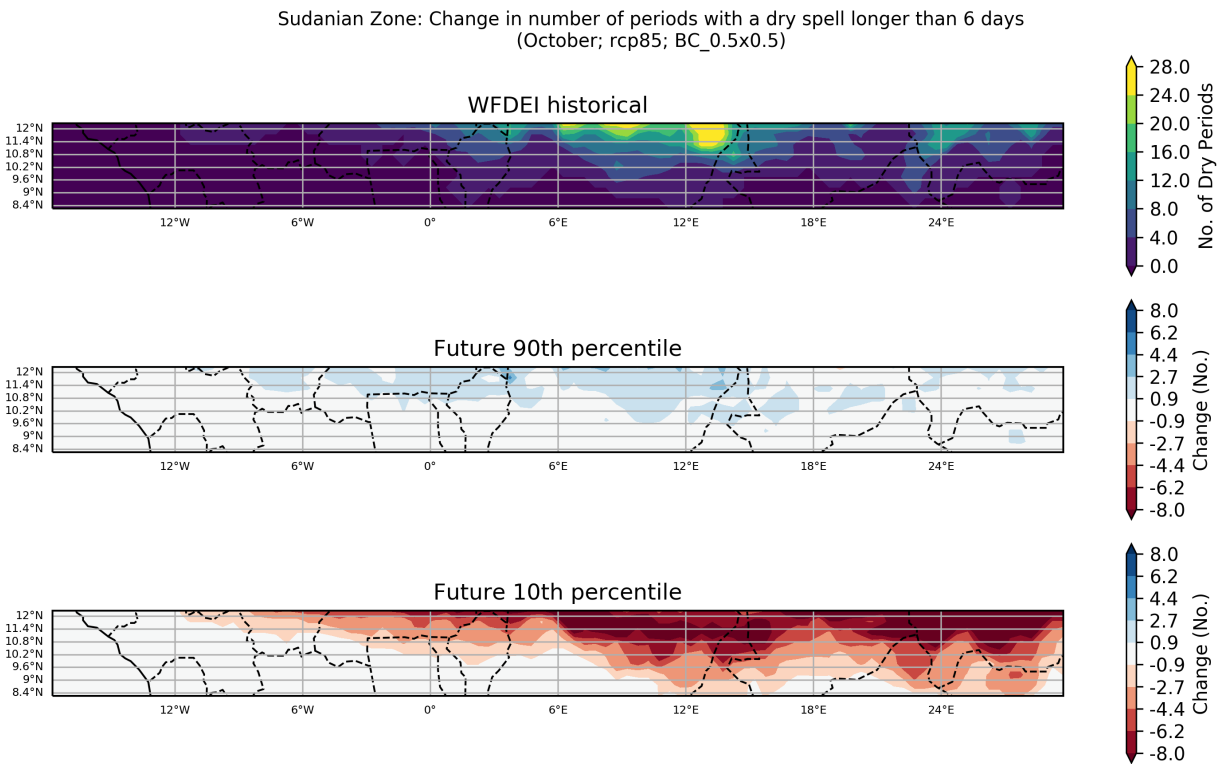 Sudanian Zone: Change in number of periods with a dry spell longer than 6 days
(October; rcp85; BC_0.5x0.5)
WFDEI historical
12°N
11.4°N
10.8°N
10.2°N
9.6°N
9°N
8.4°N
12°W 6°W 0° 6°E 12°E 18°E 24°E
28.0
24.0
20.0
16.0
12.0
8.0
4.0
0.0
No. of Dry Periods
Future 90th percentile
12°N
11.4°N
10.8°N
10.2°N
9.6°N
9°N
8.4°N
12°W 6°W 0° 6°E 12°E 18°E 24°E
8.0
6.2
4.4
2.7
0.9
-0.9
-2.7
-4.4
-6.2
-8.0
Change (No.)
Future 10th percentile
12°N
11.4°N
10.8°N
10.2°N
9.6°N
9°N
8.4°N
12°W 6°W 0° 6°E 12°E 18°E 24°E
8.0
6.2
4.4
2.7
0.9
-0.9
-2.7
-4.4
-6.2
-8.0
Change (No.)